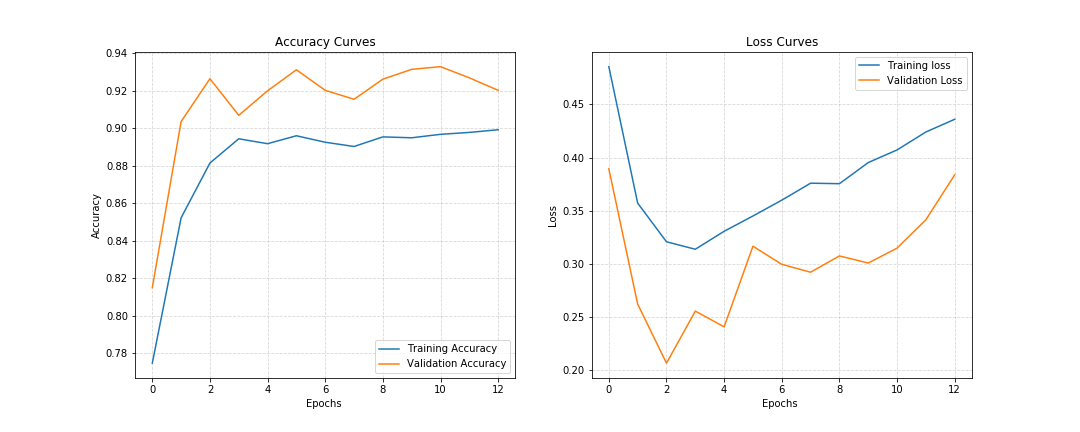 Accuracy Curves
0.94
0.92
0.90
0.88
0.86
0.84
0.82
0.80
0.78
Accuracy
0 2 4 6 8 10 12
Epochs
Training Accuracy
Validation Accuracy
Loss Curves
0.45
0.40
0.35
0.30
0.25
0.20
Loss
0 2 4 6 8 10 12
Epochs
Training loss
Validation Loss